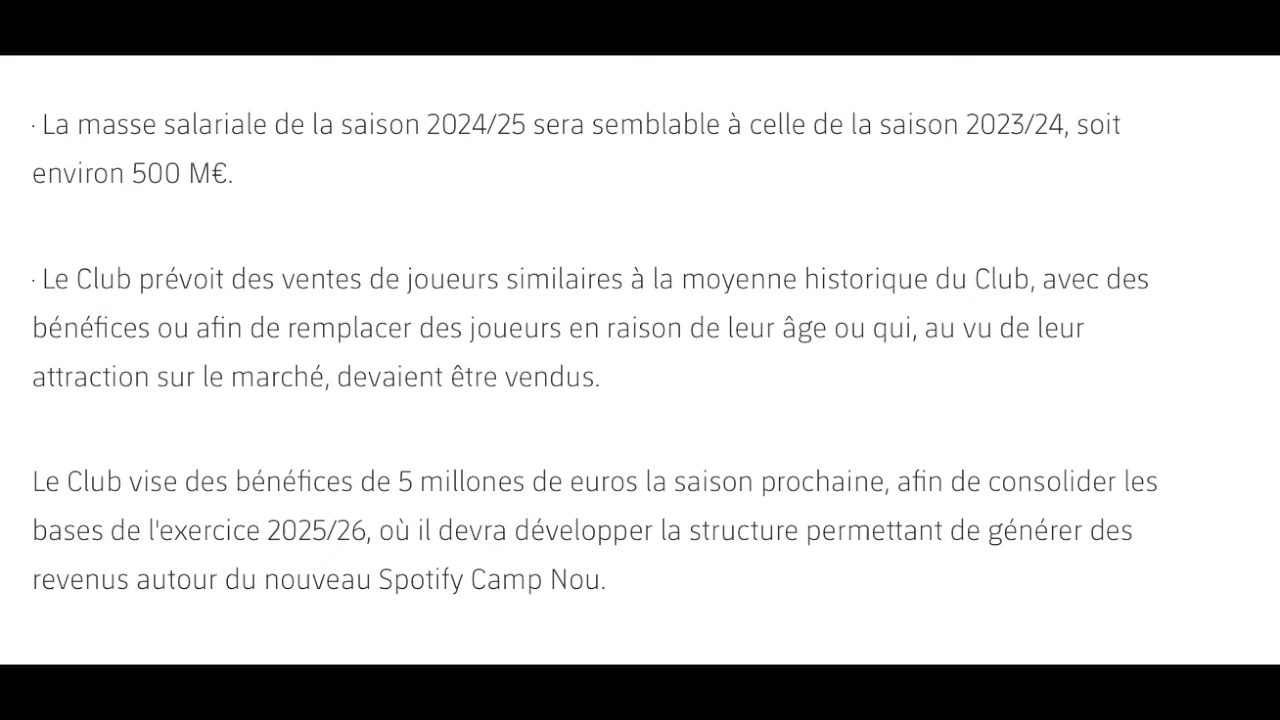 · La masse salariale de la saison 2024/25 sera semblable à celle de la saison 2023/24, soit
environ 500 M€.
· Le Club prévoit des ventes de joueurs similaires à la moyenne historique du Club, avec des
bénéfices ou afin de remplacer des joueurs en raison de leur âge ou qui, au vu de leur
attraction sur le marché, devaient être vendus.
Le Club vise des bénéfices de 5 millones de euros la saison prochaine, afin de consolider les
bases de l'exercice 2025/26, où il devra développer la structure permettant de générer des
revenus autour du nouveau Spotify Camp Nou.